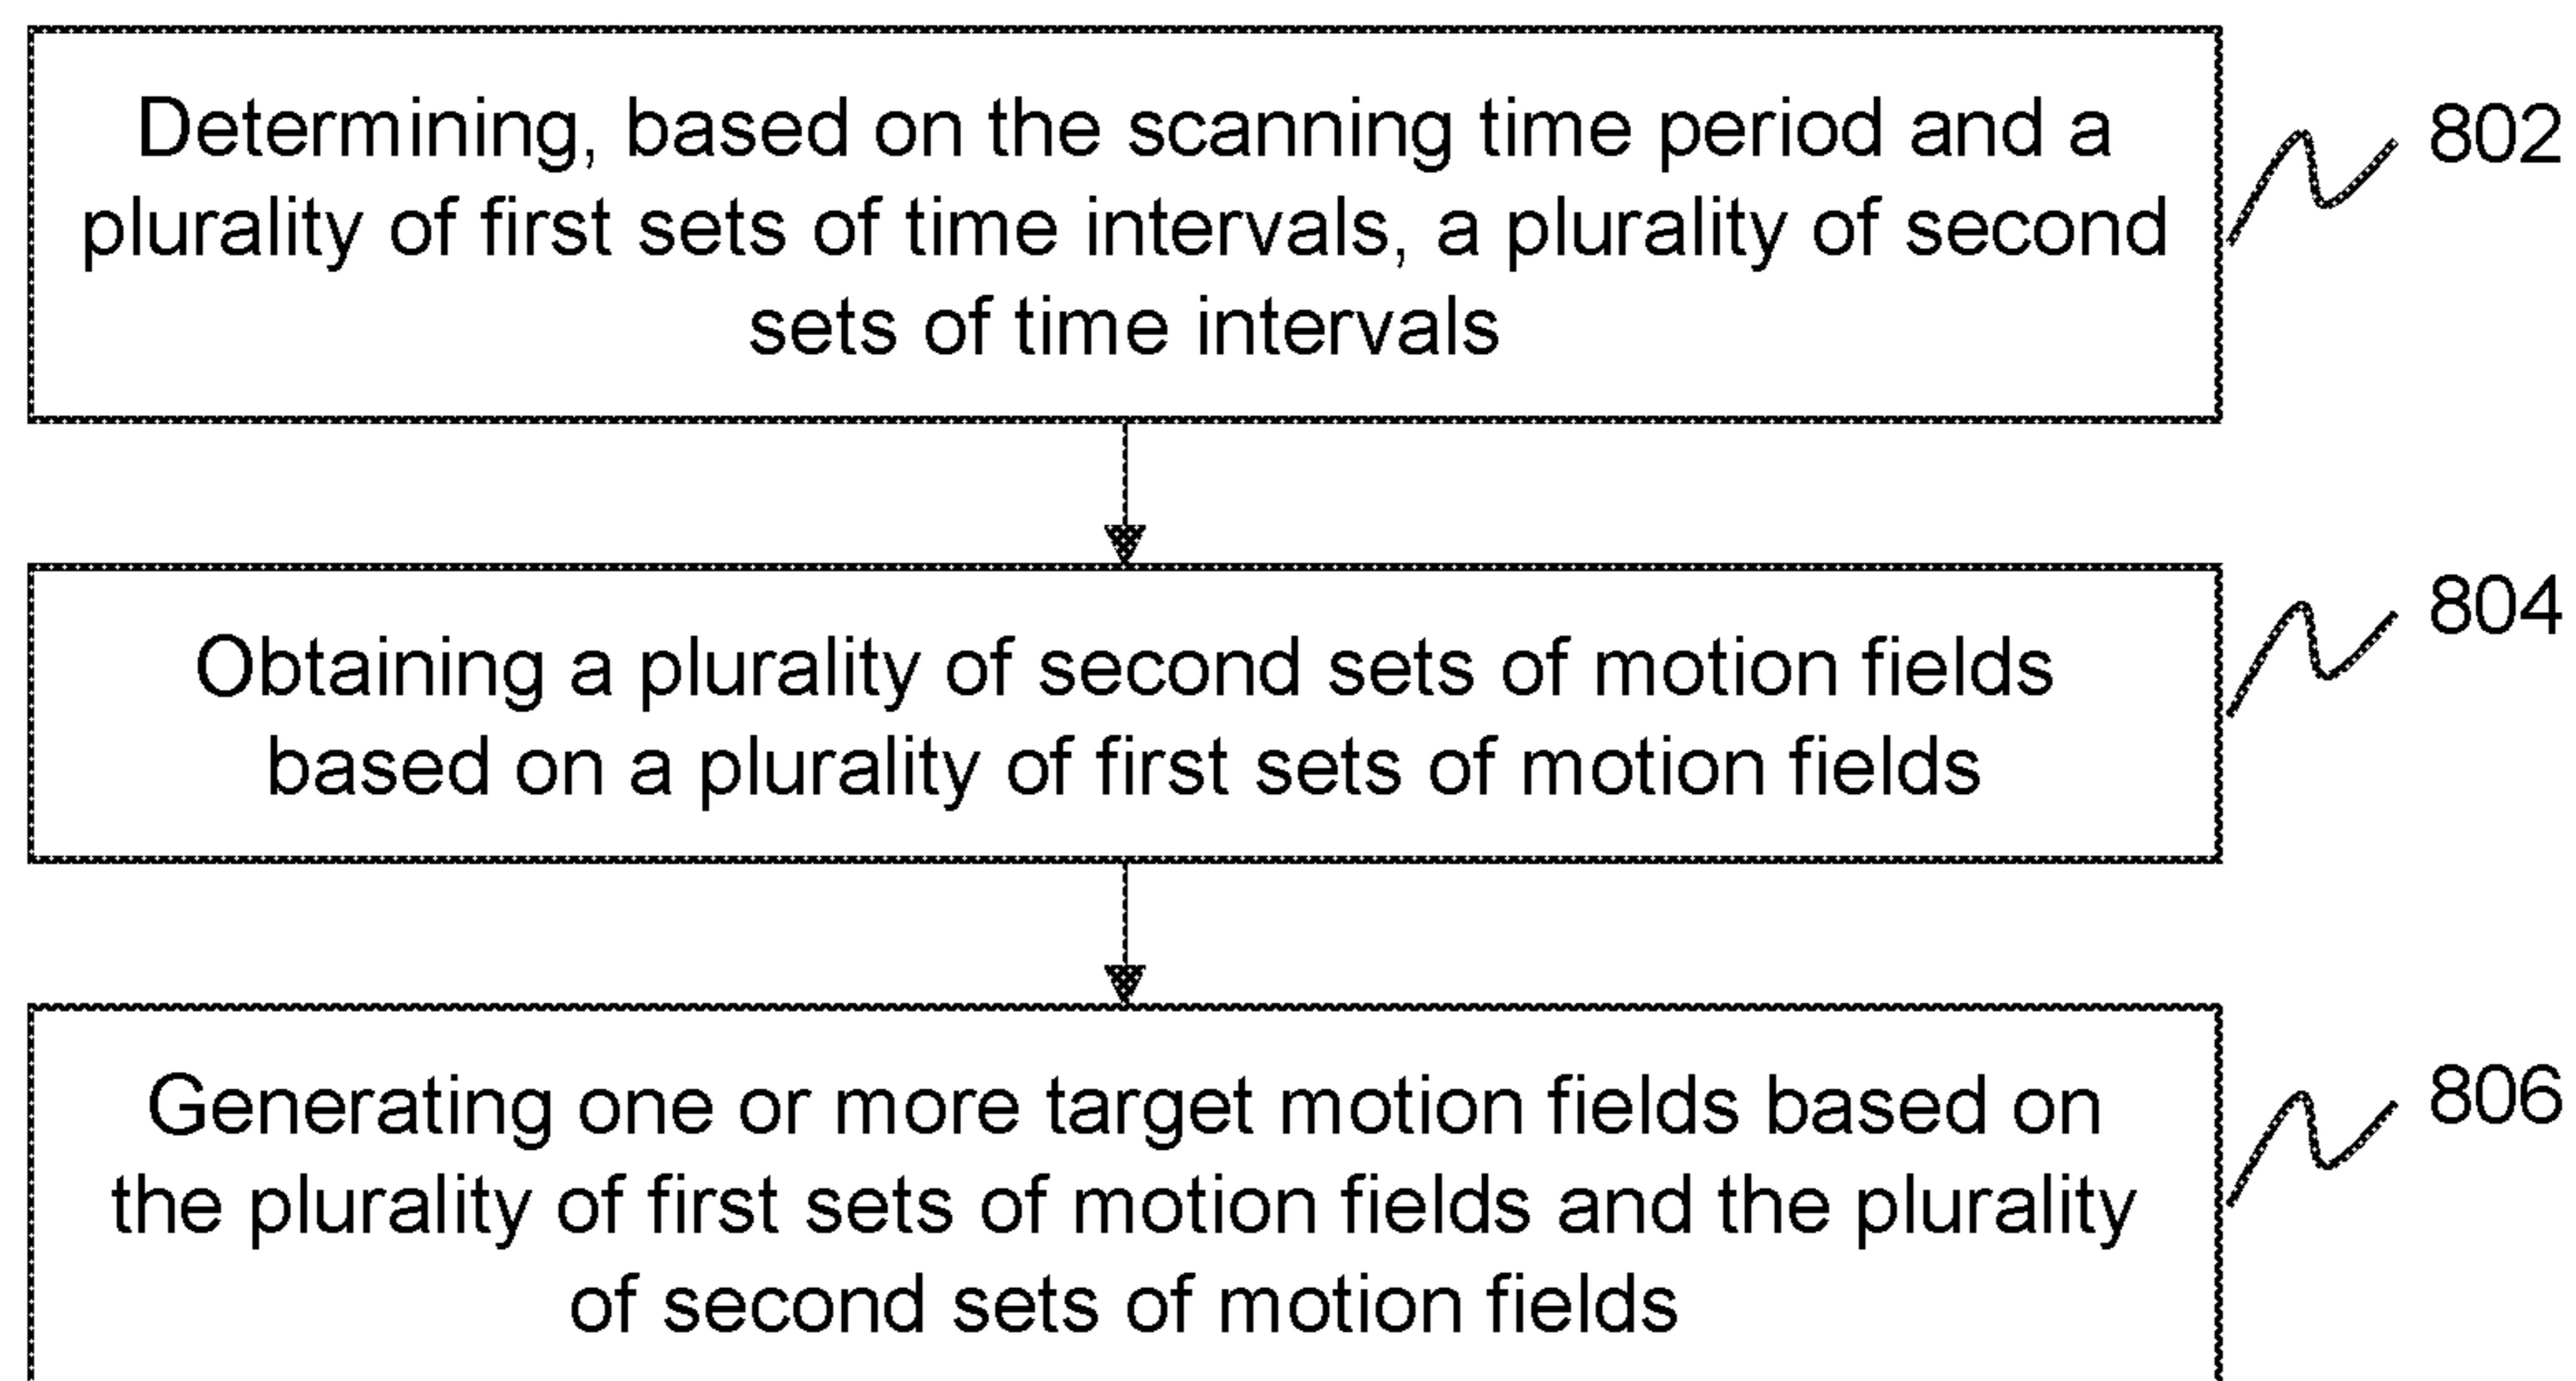 Determining, based on the scanning time period and a
plurality of first sets of time intervals, a plurality of second
sets of time intervals
802
Obtaining a plurality of second sets of motion fields
based on a plurality of first sets of motion fields
804
Generating one or more target motion fields based on
the plurality of first sets of motion fields and the plurality
of second sets of motion fields
806